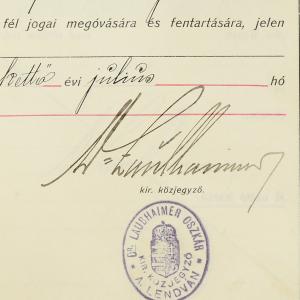 fél jogai megóvására és fentartására, jelen
kettő évi július hó
Dr Laubhaimer
kir. közjegyző.
DR. LAUBHAIMER OSZKÁR
KIR. KÖZJEGYZŐ
A. LENDVÁN